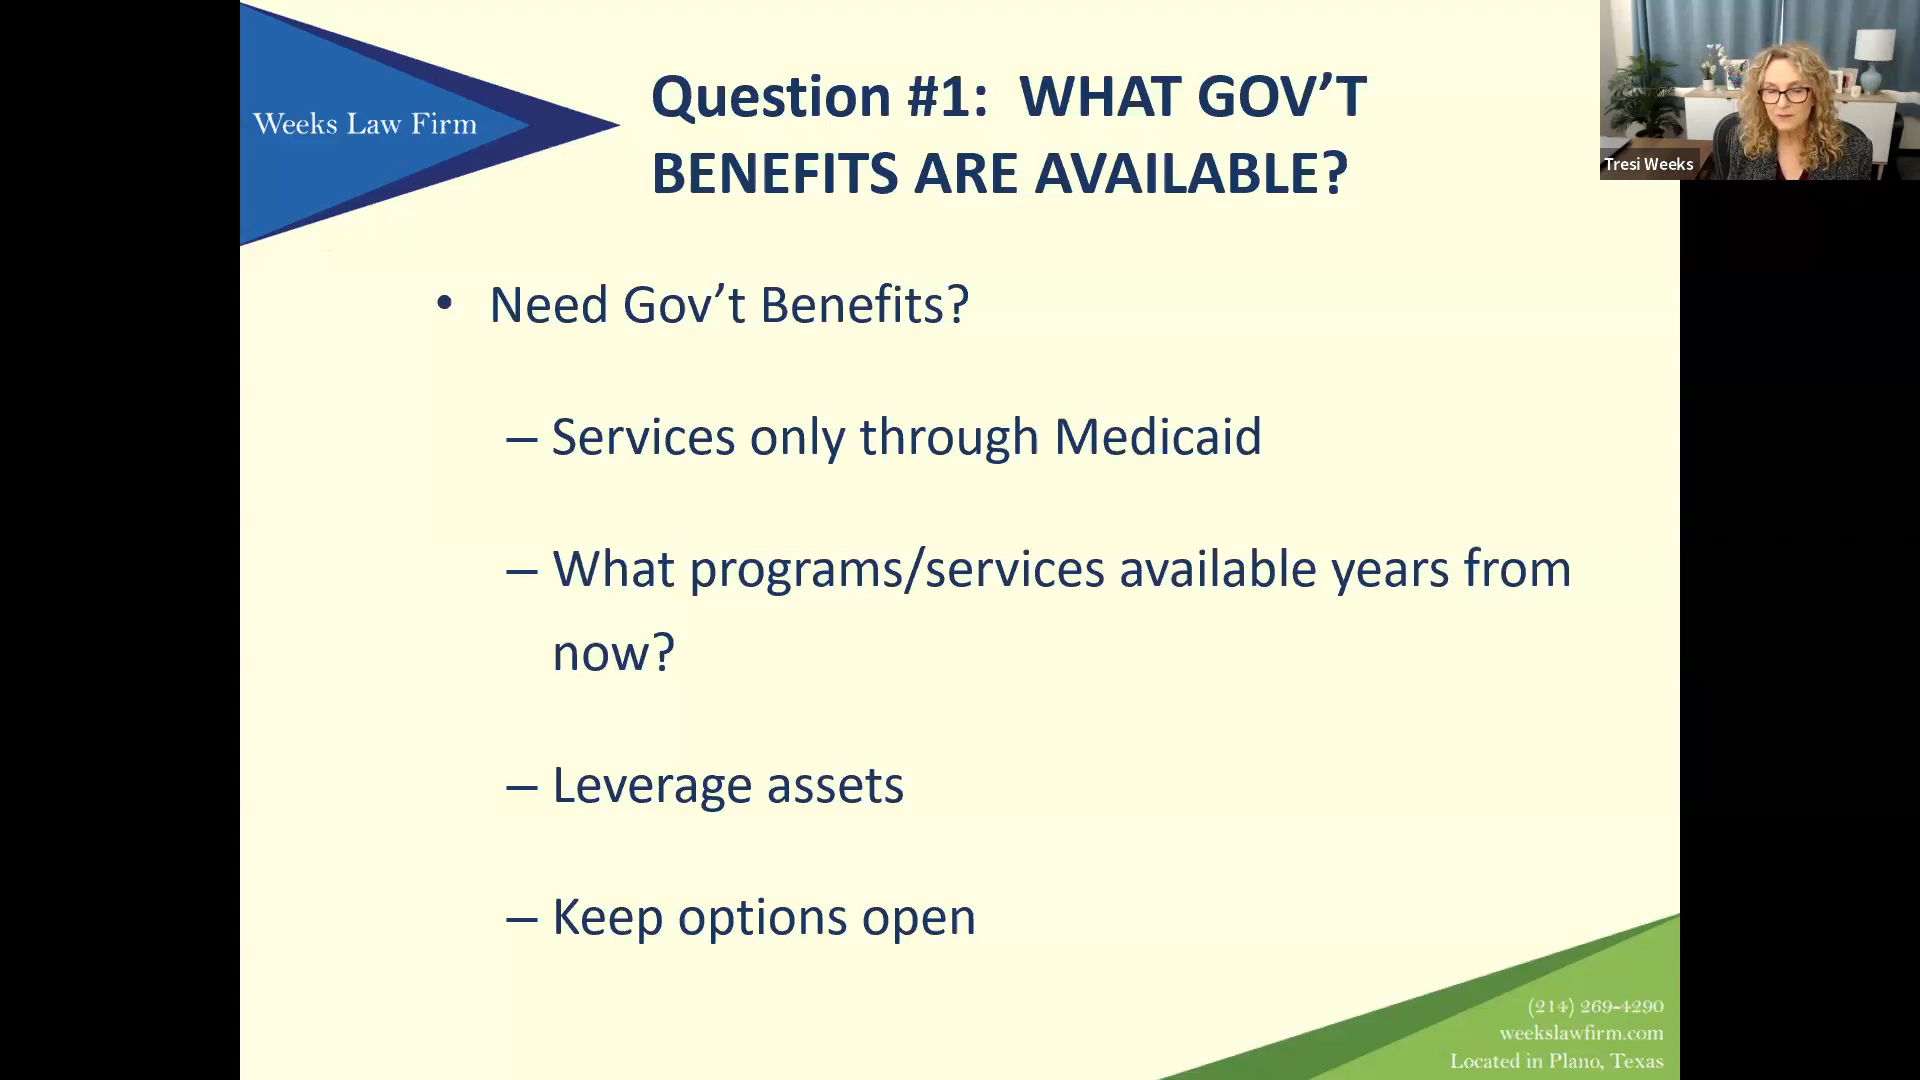 Weeks Law Firm
Question #1:  WHAT GOV’T
BENEFITS ARE AVAILABLE?
Tresi Weeks
• Need Gov’t Benefits?
– Services only through Medicaid
– What programs/services available years from
now?
– Leverage assets
– Keep options open
(214) 269-4290
weekslawfirm.com
Located in Plano, Texas